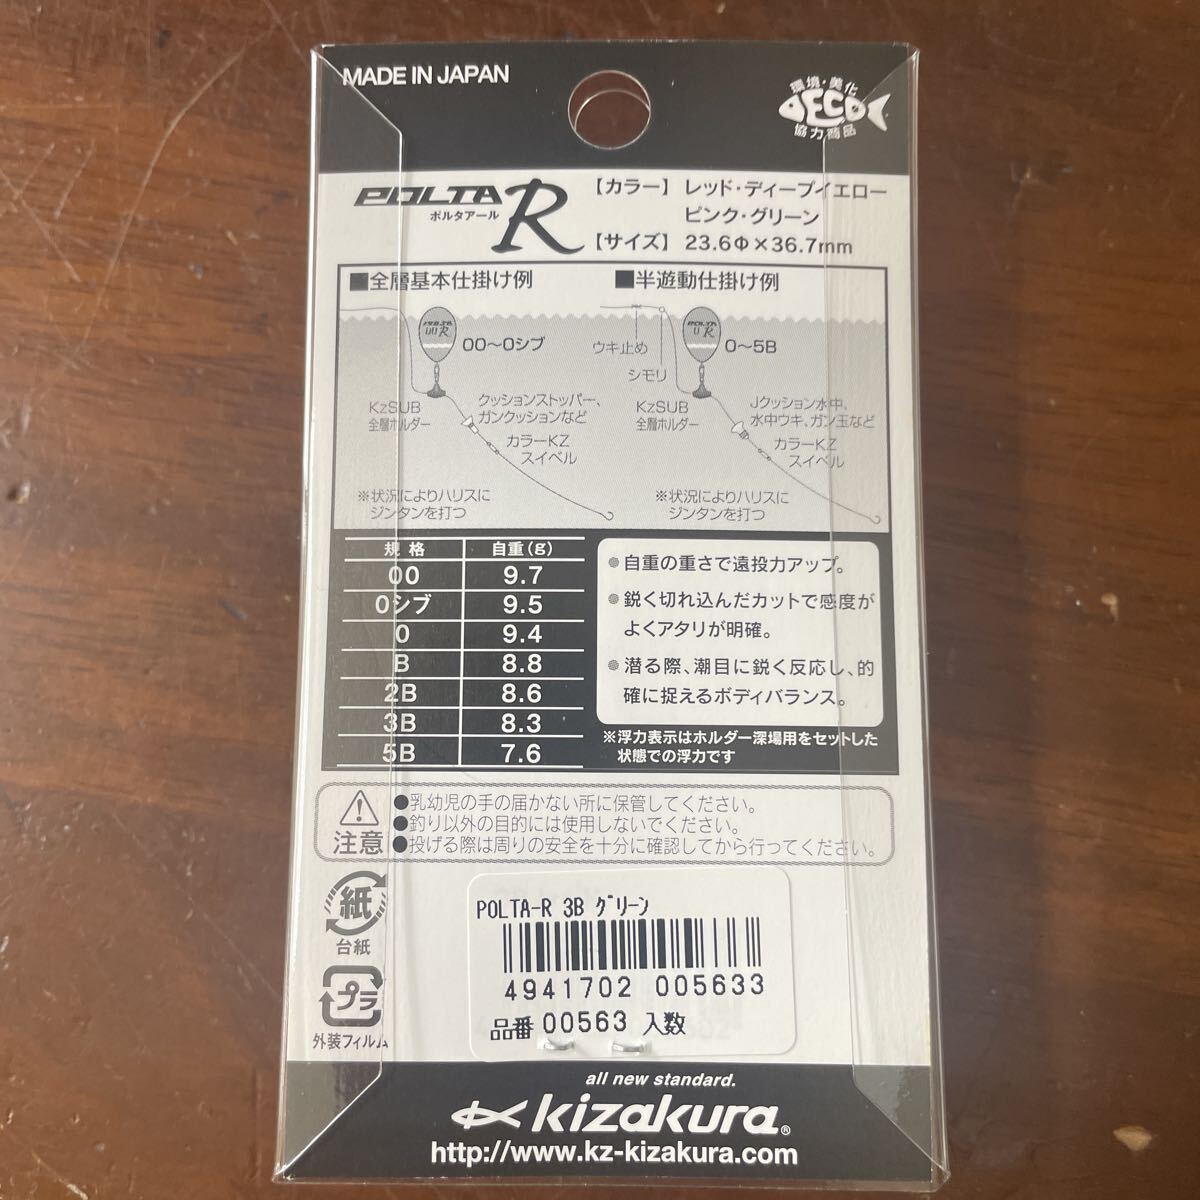 MADE IN JAPAN
環境・美化
DECO
協力商品
POLTA R
ポルタアール
【カラー】 レッド・ディープイエロー
ピンク・グリーン
【サイズ】 23.6Φ×36.7mm
■全層基本仕掛け例
00〜0シブ
KzSUB
全層ホルダー
クッションストッパー、
ガンクッションなど
カラーKZ
スイベル
※状況によりハリスに
ジンタンを打つ
■半遊動仕掛け例
ウキ止め
シモリ
POLTA
0 R
0〜5B
KzSUB
全層ホルダー
Jクッション水中、
水中ウキ、ガン玉など
カラーKZ
スイベル
※状況によりハリスに
ジンタンを打つ
規格 自重(g)
00 9.7
0シブ 9.5
0 9.4
B 8.8
2B 8.6
3B 8.3
5B 7.6
●自重の重さで遠投力アップ。
●鋭く切れ込んだカットで感度が
よくアタリが明確。
●潜る際、潮目に鋭く反応し、的
確に捉えるボディバランス。
※浮力表示はホルダー深場用をセットした
状態での浮力です
注意
●乳幼児の手の届かない所に保管してください。
●釣り以外の目的には使用しないでください。
●投げる際は周りの安全を十分に確認してから行ってください。
紙
台紙
プラ
外装フィルム
POLTA-R 3B ｸﾞﾘｰﾝ
4941702 005633
品番 00563 入数
all new standard.
kizakura®
http://www.kz-kizakura.com